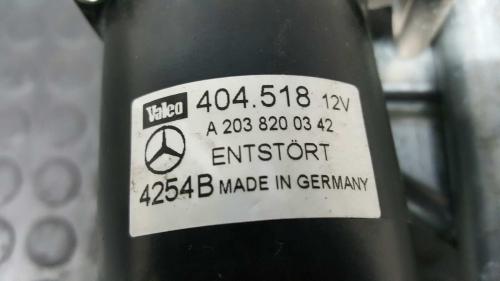 Valeo 404.518 12V
A 203 820 03 42
ENTSTÖRT
4254B MADE IN GERMANY